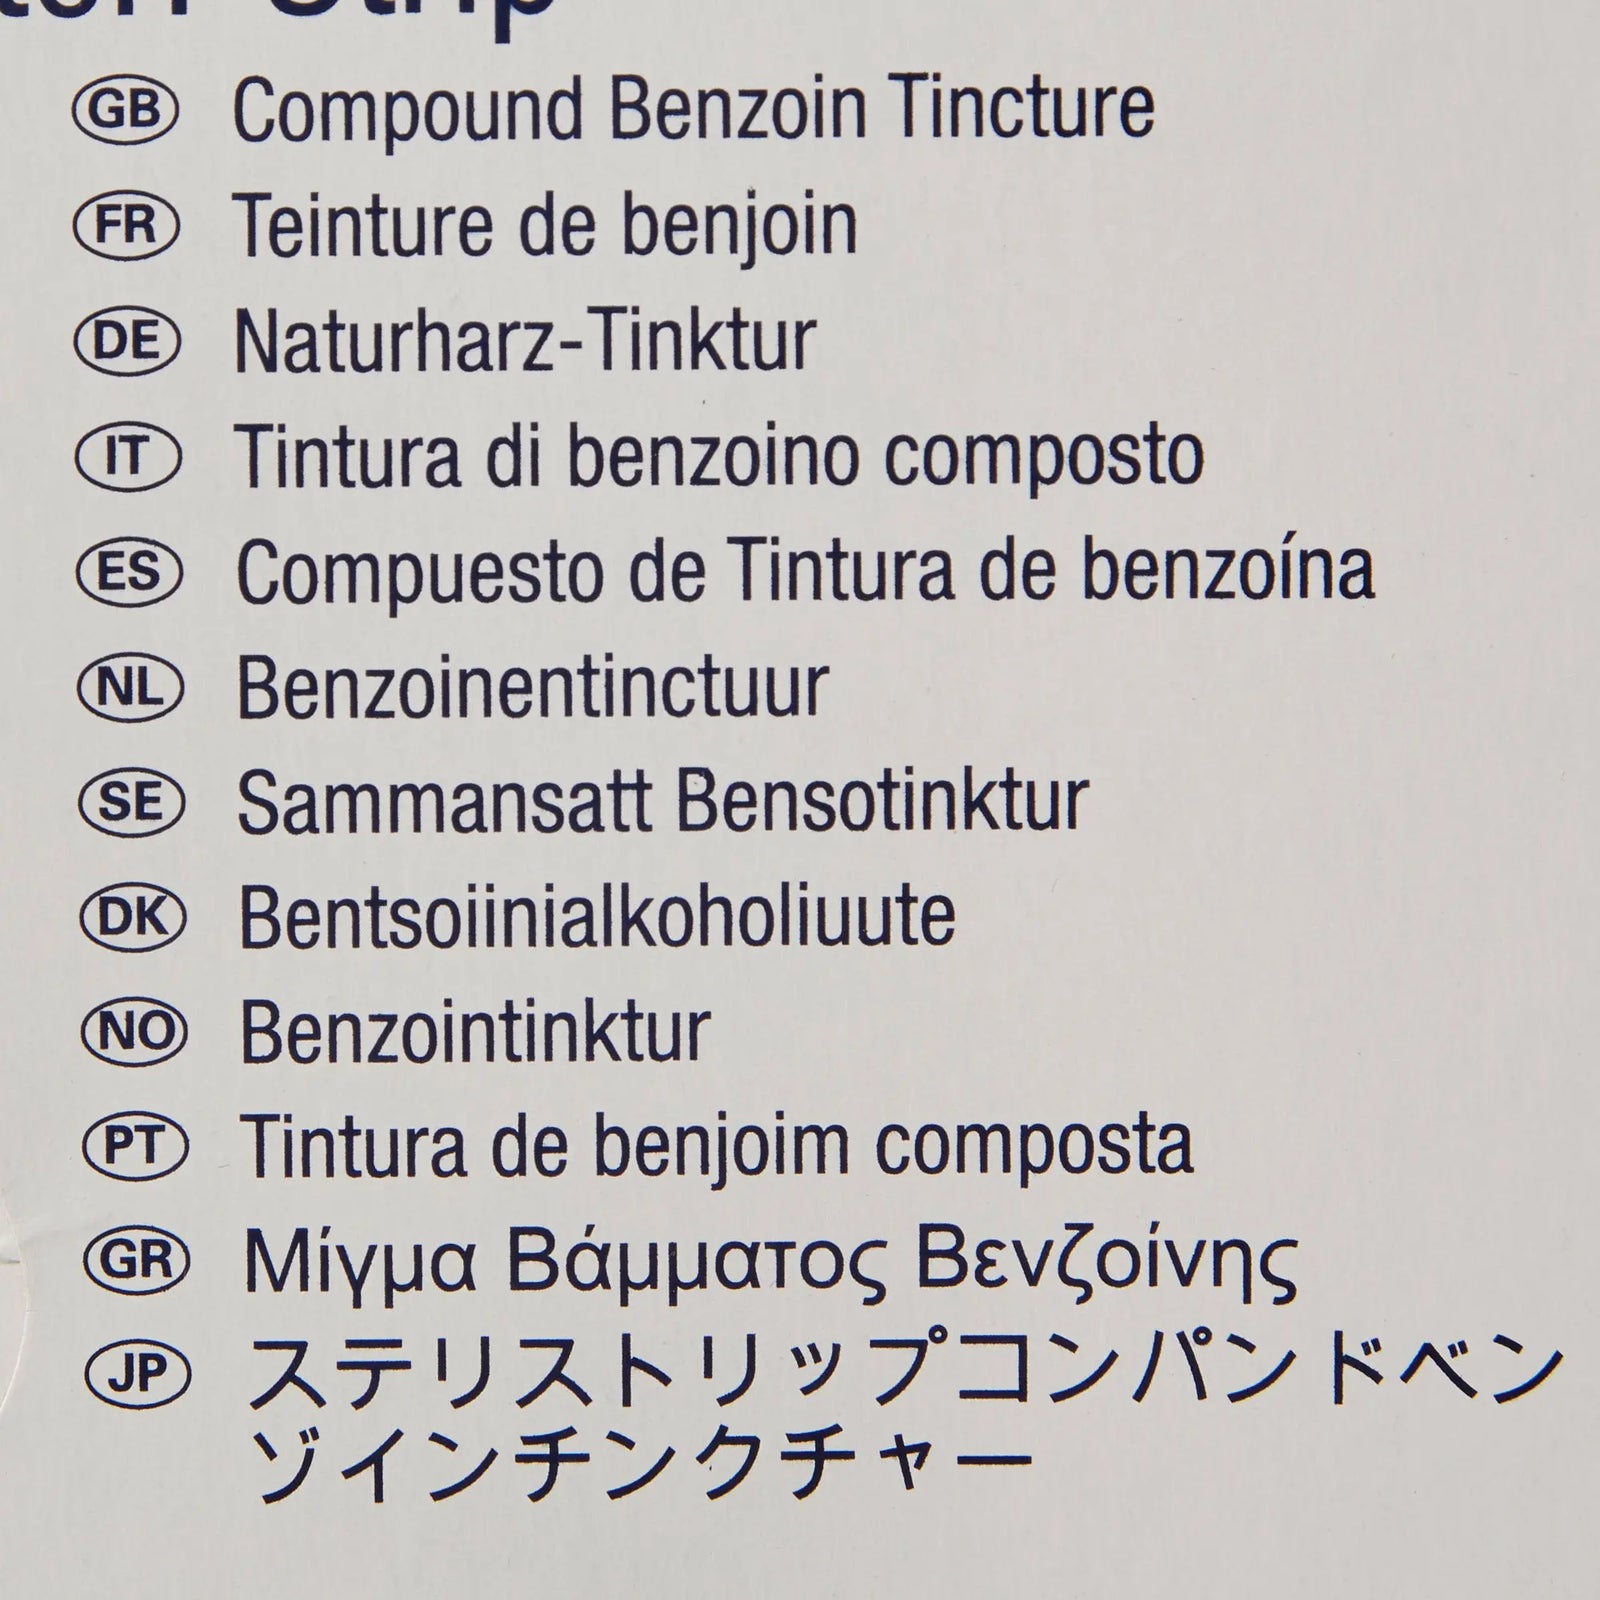 GB Compound Benzoin Tincture
FR Teinture de benjoin
DE Naturharz-Tinktur
IT Tintura di benzoino composto
ES Compuesto de Tintura de benzoína
NL Benzoinentinctuur
SE Sammansatt Bensotinktur
DK Bentsoiinialkoholiuute
NO Benzointinktur
PT Tintura de benjoim composta
GR Μίγμα Βάμματος Βενζοίνης
JP ステリストリップコンパンドベン
ゾインチンクチャー